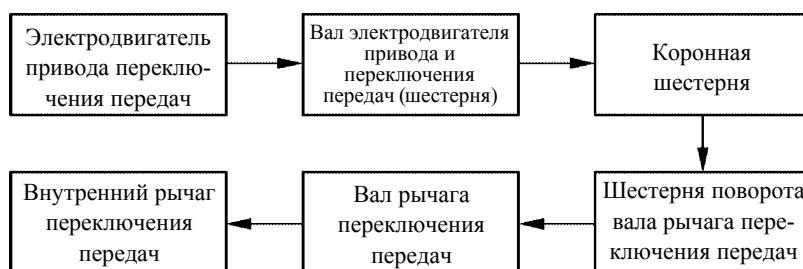 Электродвигатель
привода переклю-
чения передач
Вал электродвигателя
привода и
переключения
передач (шестерня)
Коронная
шестерня
Внутренний рычаг
переключения
передач
Вал рычага
переключения
передач
Шестерня поворота
вала рычага пере-
ключения передач